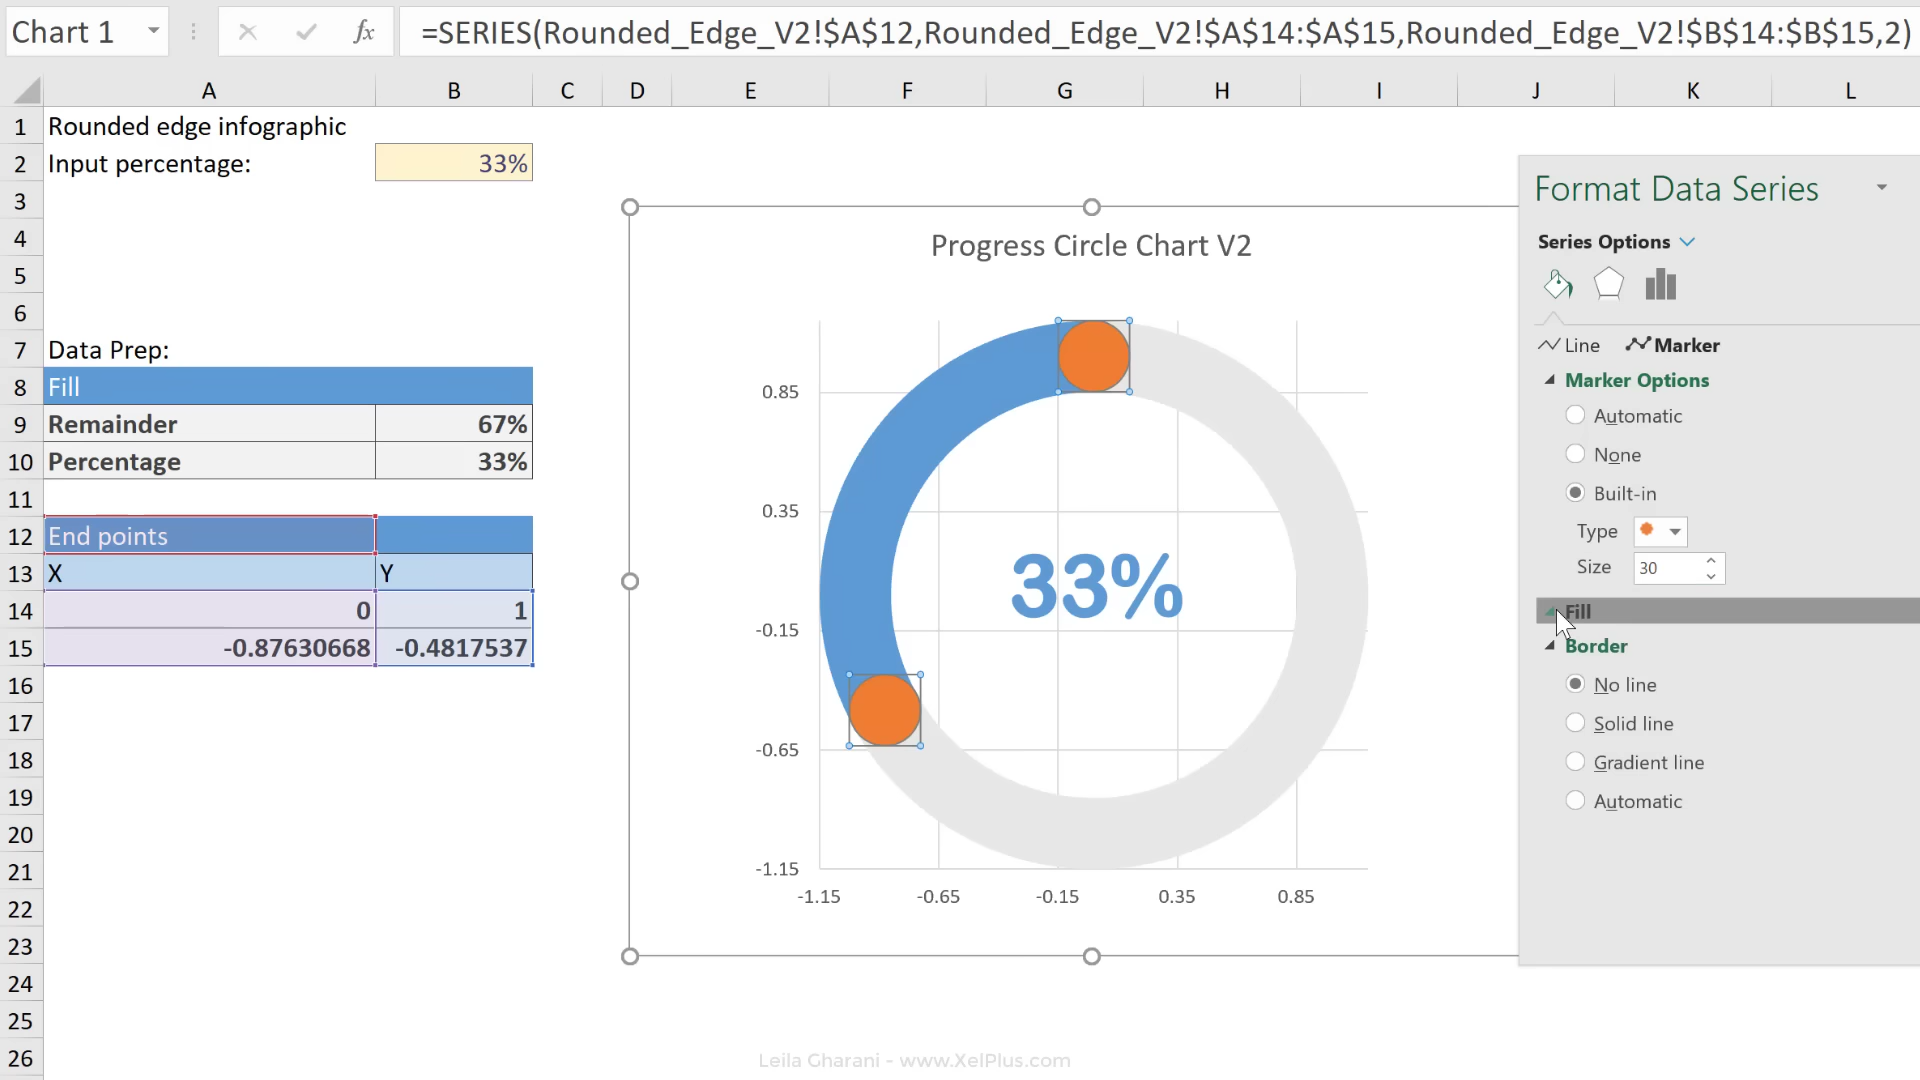 Chart 1
fx
=SERIES(Rounded_Edge_V2!$A$12,Rounded_Edge_V2!$A$14:$A$15,Rounded_Edge_V2!$B$14:$B$15,2)
A B C D E F G H I J K L
1 Rounded edge infographic
2 Input percentage: 33%
3
4
5
6
7 Data Prep:
8 Fill
9 Remainder 67%
10 Percentage 33%
11
12 End points
13 X Y
14 0 1
15 -0.87630668 -0.4817537
16
17
18
19
20
21
22
23
24
25
26
Progress Circle Chart V2
0.85
0.35
-0.15
-0.65
-1.15
-1.15 -0.65 -0.15 0.35 0.85
33%
Format Data Series
Series Options
Line Marker
Marker Options
Automatic
None
Built-in
Type
Size 30
Fill
Border
No line
Solid line
Gradient line
Automatic
Leila Gharani - www.XelPlus.com